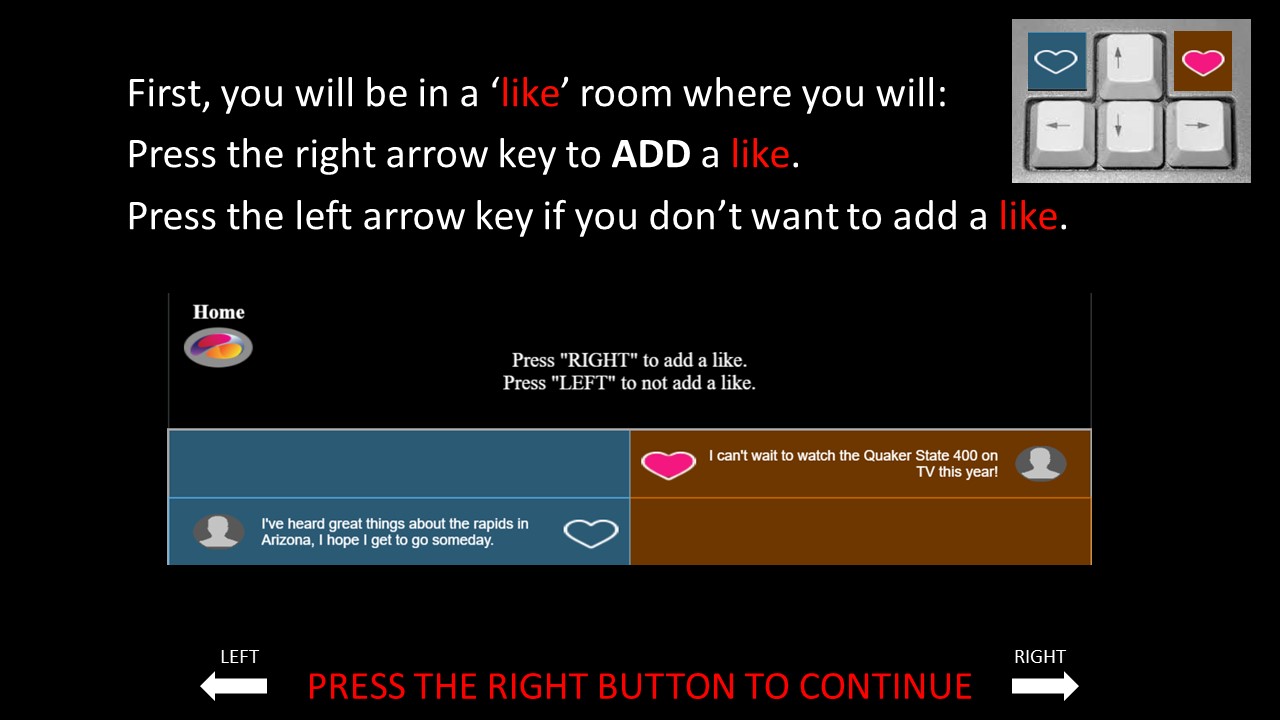 First, you will be in a ‘like’ room where you will:
Press the right arrow key to ADD a like.
Press the left arrow key if you don’t want to add a like.
Home
Press "RIGHT" to add a like.
Press "LEFT" to not add a like.
I can't wait to watch the Quaker State 400 on
TV this year!
I've heard great things about the rapids in
Arizona, I hope I get to go someday.
LEFT
RIGHT
PRESS THE RIGHT BUTTON TO CONTINUE